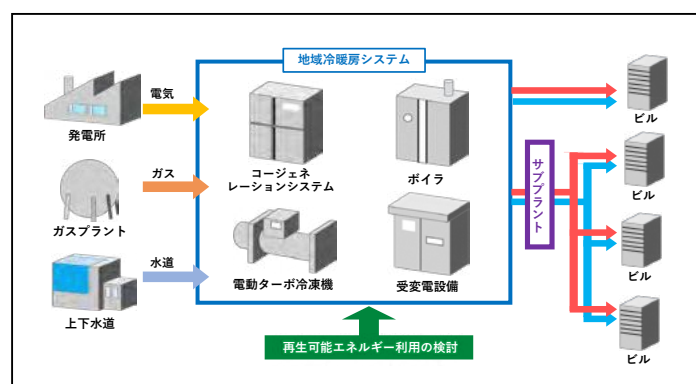 地域冷暖房システム
電気
発電所
ガス
ガスプラント
水道
上下水道
コージェネ
レーションシステム
ボイラ
電動ターボ冷凍機
受変電設備
サブプラント
ビル
ビル
ビル
ビル
再生可能エネルギー利用の検討